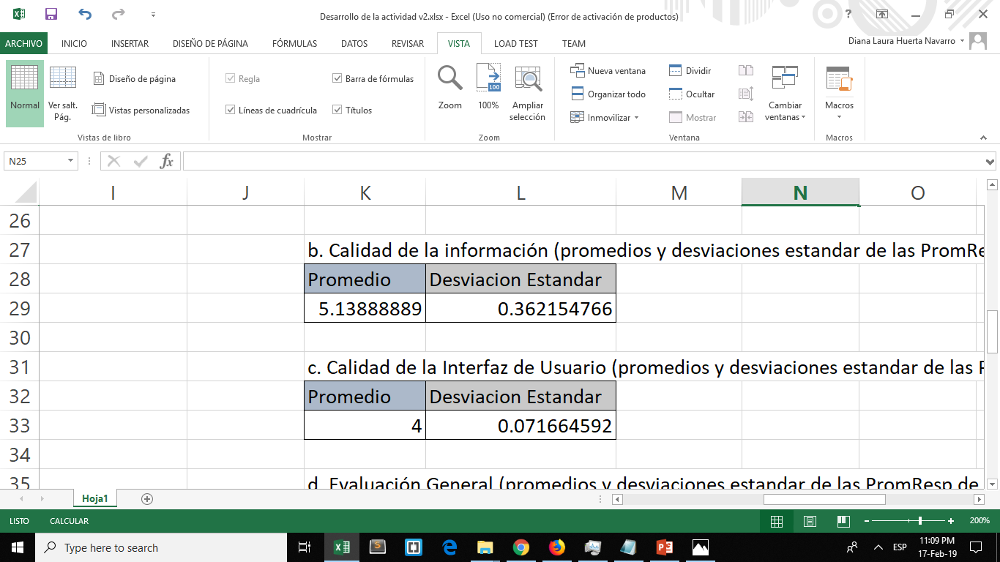 Desarrollo de la actividad v2.xlsx - Excel (Uso no comercial) (Error de activación de productos)
?
ARCHIVO INICIO INSERTAR DISEÑO DE PÁGINA FÓRMULAS DATOS REVISAR VISTA LOAD TEST TEAM Diana Laura Huerta Navarro
Normal
Ver salt. Pág.
Diseño de página
Vistas personalizadas
Vistas de libro
Regla
Barra de fórmulas
Líneas de cuadrícula
Títulos
Mostrar
Zoom
100
100%
Ampliar selección
Zoom
Nueva ventana
Organizar todo
Inmovilizar
Dividir
Ocultar
Mostrar
Cambiar ventanas
Ventana
Macros
Macros
N25 fx
I J K L M N O
26
27 b. Calidad de la información (promedios y desviaciones estandar de las PromRe
28 Promedio Desviacion Estandar
29 5.13888889 0.362154766
30
31 c. Calidad de la Interfaz de Usuario (promedios y desviaciones estandar de las P
32 Promedio Desviacion Estandar
33 4 0.071664592
34
35 d. Evaluación General (promedios y desviaciones estandar de las PromResp de
Hoja1
LISTO CALCULAR 200%
Type here to search
ESP
11:09 PM
17-Feb-19